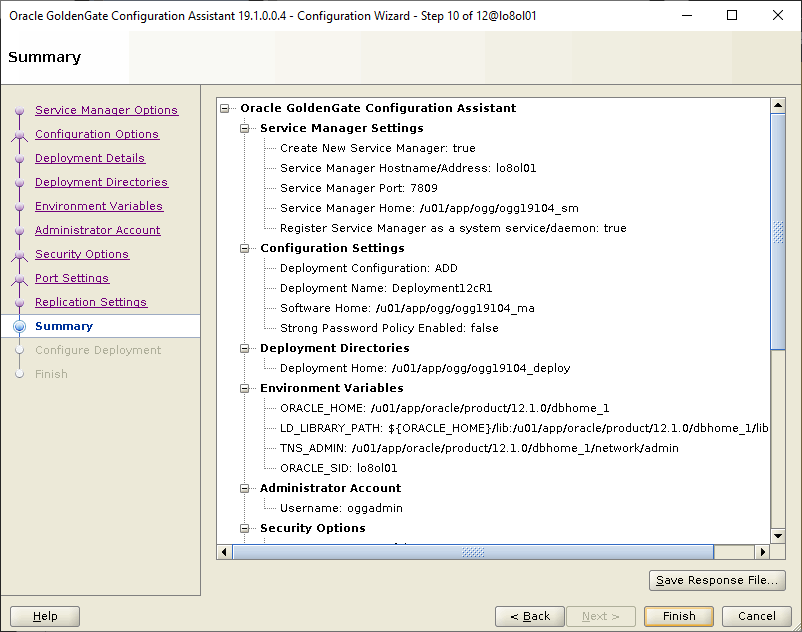 Oracle GoldenGate Configuration Assistant 19.1.0.0.4 - Configuration Wizard - Step 10 of 12@lo8ol01
Summary
Service Manager Options
Configuration Options
Deployment Details
Deployment Directories
Environment Variables
Administrator Account
Security Options
Port Settings
Replication Settings
Summary
Configure Deployment
Finish
Oracle GoldenGate Configuration Assistant
Service Manager Settings
Create New Service Manager: true
Service Manager Hostname/Address: lo8ol01
Service Manager Port: 7809
Service Manager Home: /u01/app/ogg/ogg19104_sm
Register Service Manager as a system service/daemon: true
Configuration Settings
Deployment Configuration: ADD
Deployment Name: Deployment12cR1
Software Home: /u01/app/ogg/ogg19104_ma
Strong Password Policy Enabled: false
Deployment Directories
Deployment Home: /u01/app/ogg/ogg19104_deploy
Environment Variables
ORACLE_HOME: /u01/app/oracle/product/12.1.0/dbhome_1
LD_LIBRARY_PATH: ${ORACLE_HOME}/lib:/u01/app/oracle/product/12.1.0/dbhome_1/lib
TNS_ADMIN: /u01/app/oracle/product/12.1.0/dbhome_1/network/admin
ORACLE_SID: lo8ol01
Administrator Account
Username: oggadmin
Security Options
Save Response File...
Help
< Back
Next >
Finish
Cancel